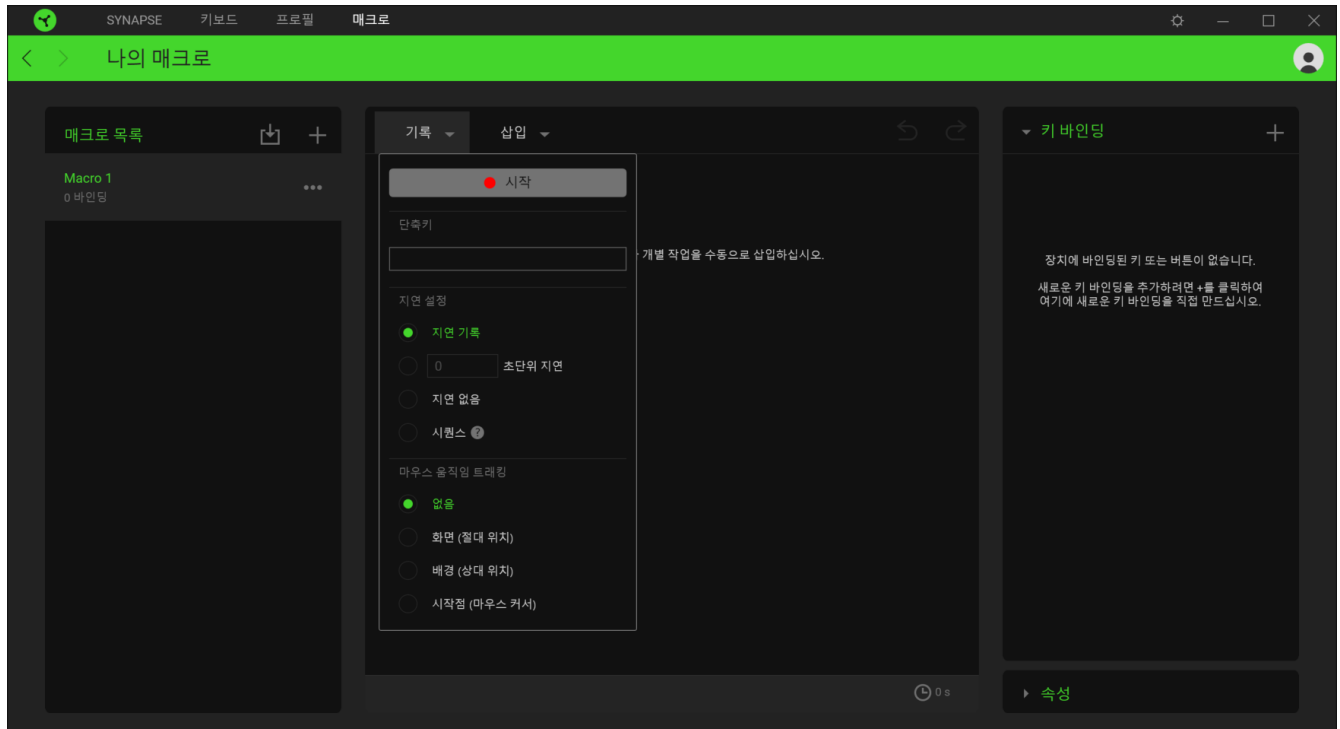 SYNAPSE 키보드 프로필 매크로
나의 매크로
매크로 목록
Macro 1
0 바인딩
기록 삽입
시작
단축키
개별 작업을 수동으로 삽입하십시오.
지연 설정
지연 기록
0 초단위 지연
지연 없음
시퀀스 ?
마우스 움직임 트래킹
없음
화면 (절대 위치)
배경 (상대 위치)
시작점 (마우스 커서)
0 s
키 바인딩
장치에 바인딩된 키 또는 버튼이 없습니다.
새로운 키 바인딩을 추가하려면 +를 클릭하여
여기에 새로운 키 바인딩을 직접 만드십시오.
속성